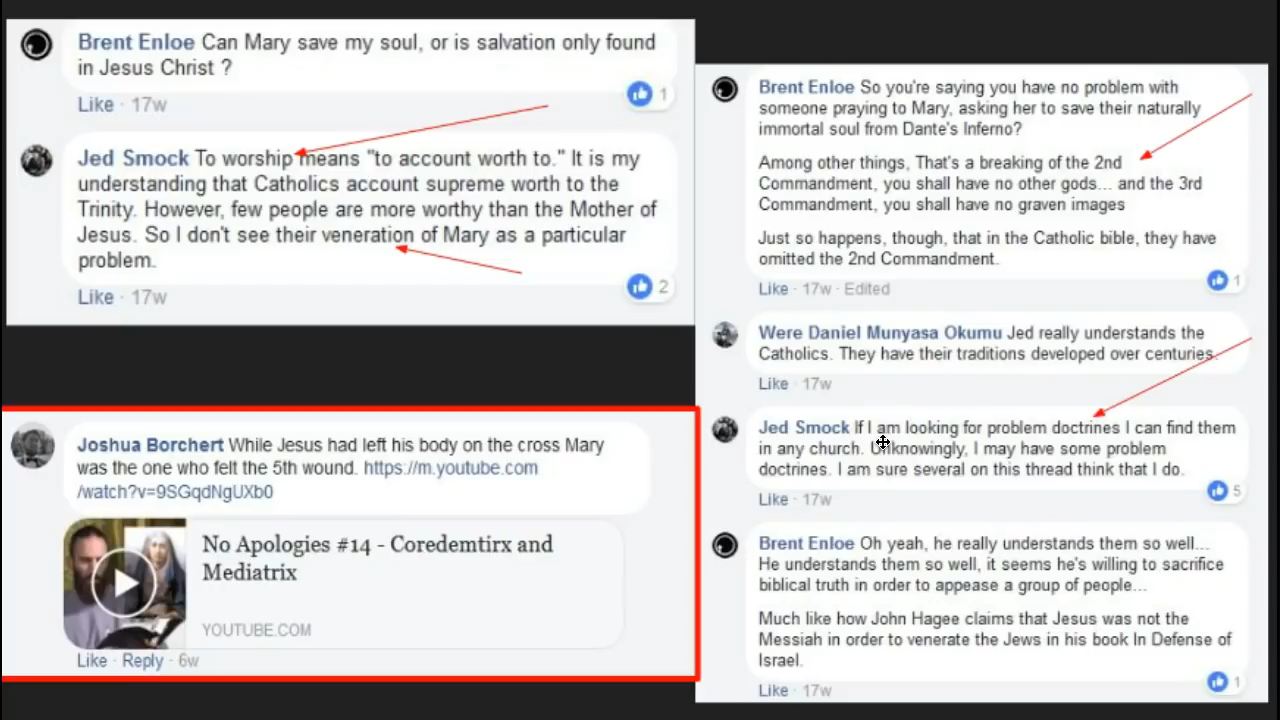 Brent Enloe Can Mary save my soul, or is salvation only found
in Jesus Christ ?
Like · 17w
1
Jed Smock To worship means "to account worth to." It is my
understanding that Catholics account supreme worth to the
Trinity. However, few people are more worthy than the Mother of
Jesus. So I don't see their veneration of Mary as a particular
problem.
Like · 17w
2
Joshua Borchert While Jesus had left his body on the cross Mary
was the one who felt the 5th wound. https://m.youtube.com
/watch?v=9SGqdNgUXb0
No Apologies #14 - Coredemtirx and
Mediatrix
YOUTUBE.COM
Like · Reply · 6w
Brent Enloe So you're saying you have no problem with
someone praying to Mary, asking her to save their naturally
immortal soul from Dante's Inferno?
Among other things, That's a breaking of the 2nd
Commandment, you shall have no other gods... and the 3rd
Commandment, you shall have no graven images
Just so happens, though, that in the Catholic bible, they have
omitted the 2nd Commandment.
Like · 17w · Edited
1
Were Daniel Munyasa Okumu Jed really understands the
Catholics. They have their traditions developed over centuries.
Like · 17w
Jed Smock If I am looking for problem doctrines I can find them
in any church. Unknowingly, I may have some problem
doctrines. I am sure several on this thread think that I do.
Like · 17w
5
Brent Enloe Oh yeah, he really understands them so well...
He understands them so well, it seems he's willing to sacrifice
biblical truth in order to appease a group of people...
Much like how John Hagee claims that Jesus was not the
Messiah in order to venerate the Jews in his book In Defense of
Israel.
Like · 17w
1